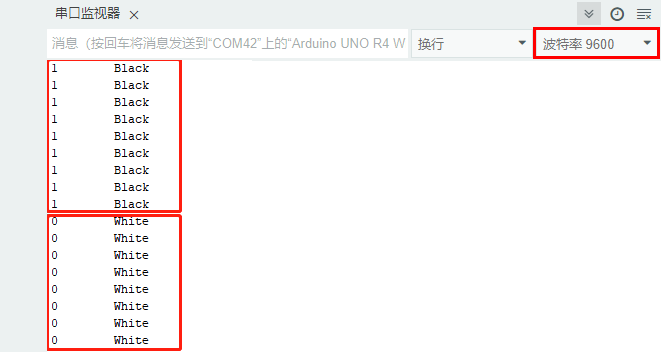 串口监视器 ×
消息（按回车将消息发送到“COM42”上的“Arduino UNO R4 W 换行 波特率 9600
1 Black
1 Black
1 Black
1 Black
1 Black
1 Black
1 Black
1 Black
1 Black
0 White
0 White
0 White
0 White
0 White
0 White
0 White
0 White